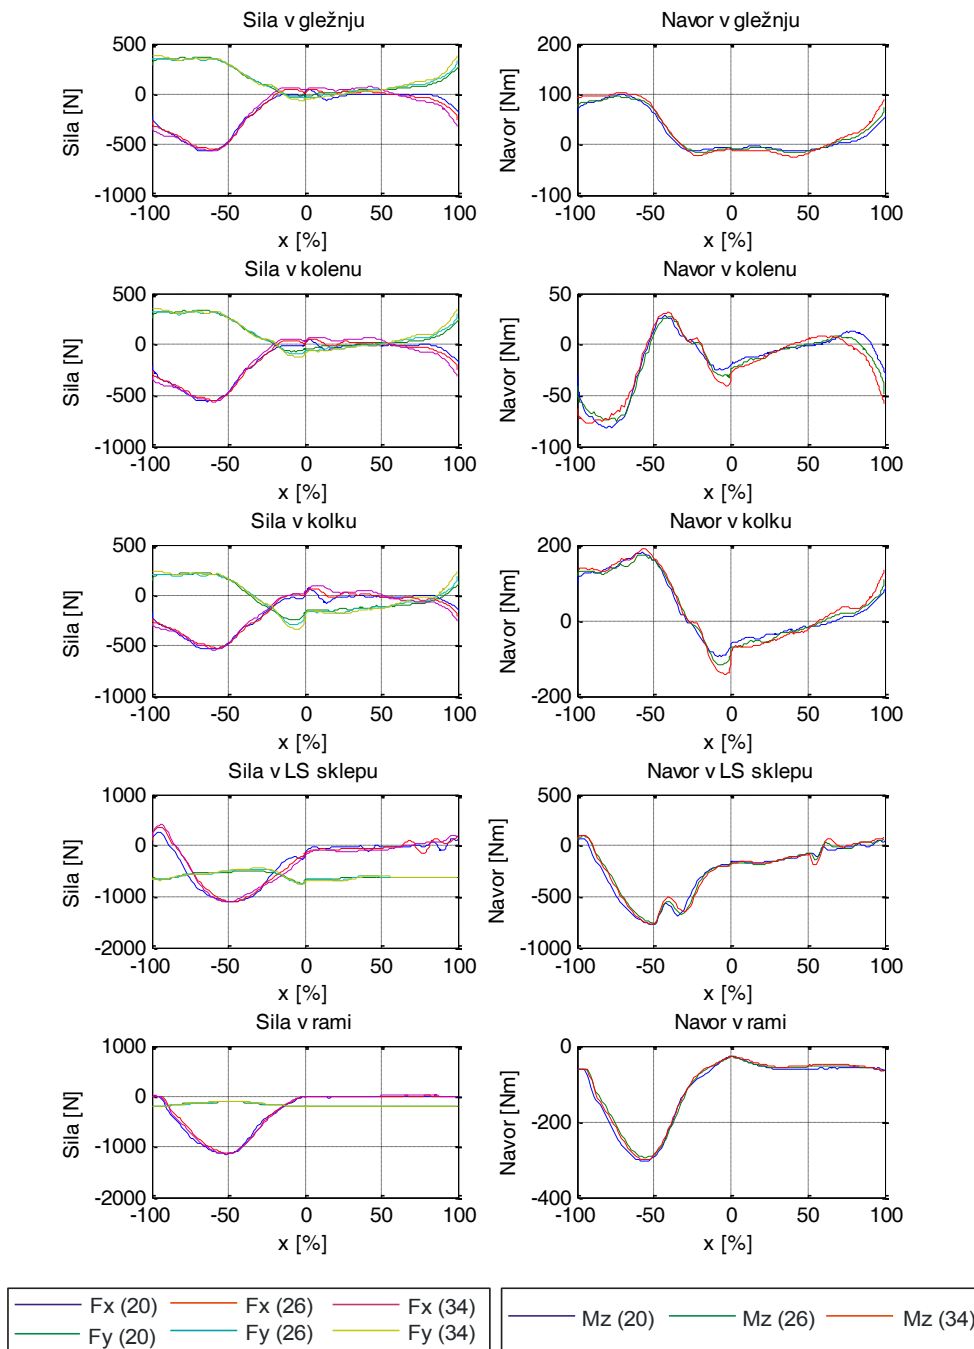 Sila v gležnju
Navor v gležnju
Sila [N]
500
0
-500
-1000
-100 -50 0 50 100
x [%]
Navor [Nm]
200
100
0
-100
-100 -50 0 50 100
x [%]
Sila v kolenu
Navor v kolenu
Sila [N]
500
0
-500
-1000
-100 -50 0 50 100
x [%]
Navor [Nm]
50
0
-50
-100
-100 -50 0 50 100
x [%]
Sila v kolku
Navor v kolku
Sila [N]
500
0
-500
-1000
-100 -50 0 50 100
x [%]
Navor [Nm]
200
0
-200
-100 -50 0 50 100
x [%]
Sila v LS sklepu
Navor v LS sklepu
Sila [N]
1000
0
-1000
-2000
-100 -50 0 50 100
x [%]
Navor [Nm]
500
0
-500
-1000
-100 -50 0 50 100
x [%]
Sila v rami
Navor v rami
Sila [N]
1000
0
-1000
-2000
-100 -50 0 50 100
x [%]
Navor [Nm]
0
-200
-400
-100 -50 0 50 100
x [%]
Fx (20) Fx (26) Fx (34)
Fy (20) Fy (26) Fy (34)
Mz (20) Mz (26) Mz (34)